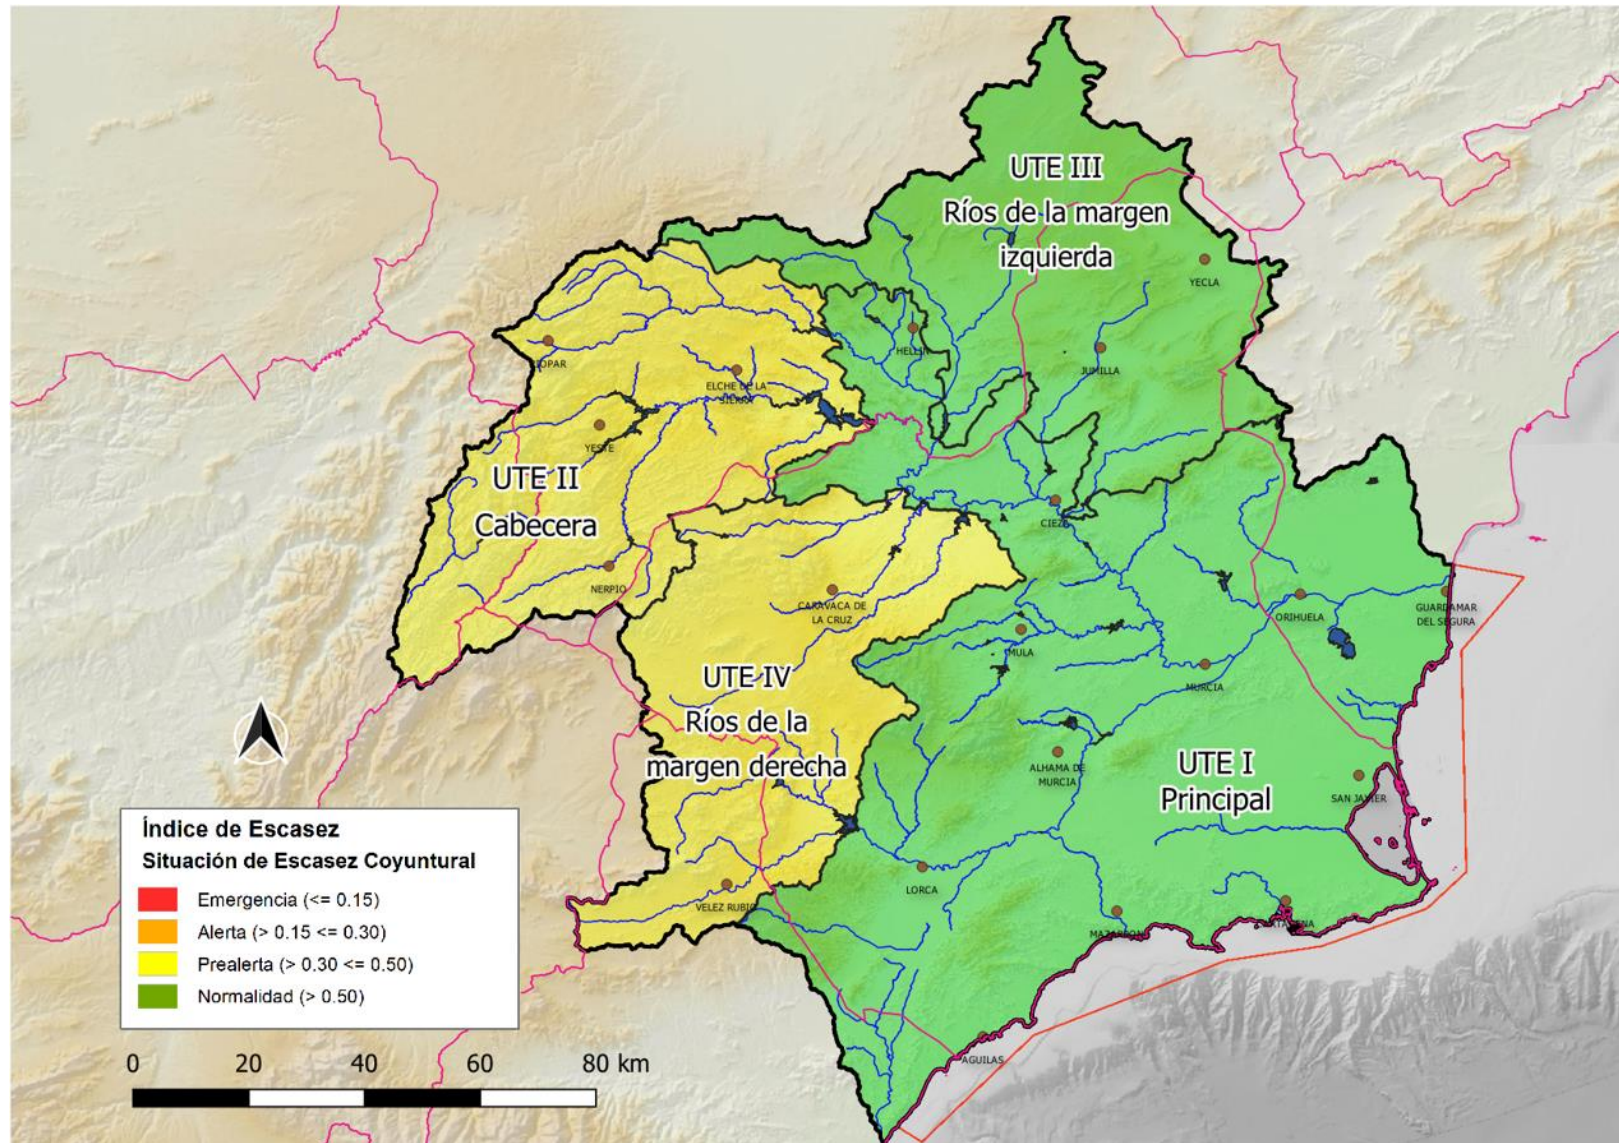 UTE III
Ríos de la margen
izquierda
YECLA
HELLIN
JUMILLA
RIOPAR
ELCHE DE LA
SIERRA
YESTE
UTE II
Cabecera
CIEZA
NERPIO
CARAVACA DE
LA CRUZ
ORIHUELA
GUARDAMAR
DEL SEGURA
MULA
MURCIA
UTE IV
Ríos de la
margen derecha
ALHAMA DE
MURCIA
UTE I
Principal
SAN JAVIER
LORCA
VELEZ RUBIO
MAZARRON
CARTAGENA
AGUILAS
Índice de Escasez
Situación de Escasez Coyuntural
Emergencia (<= 0.15)
Alerta (> 0.15 <= 0.30)
Prealerta (> 0.30 <= 0.50)
Normalidad (> 0.50)
0 20 40 60 80 km